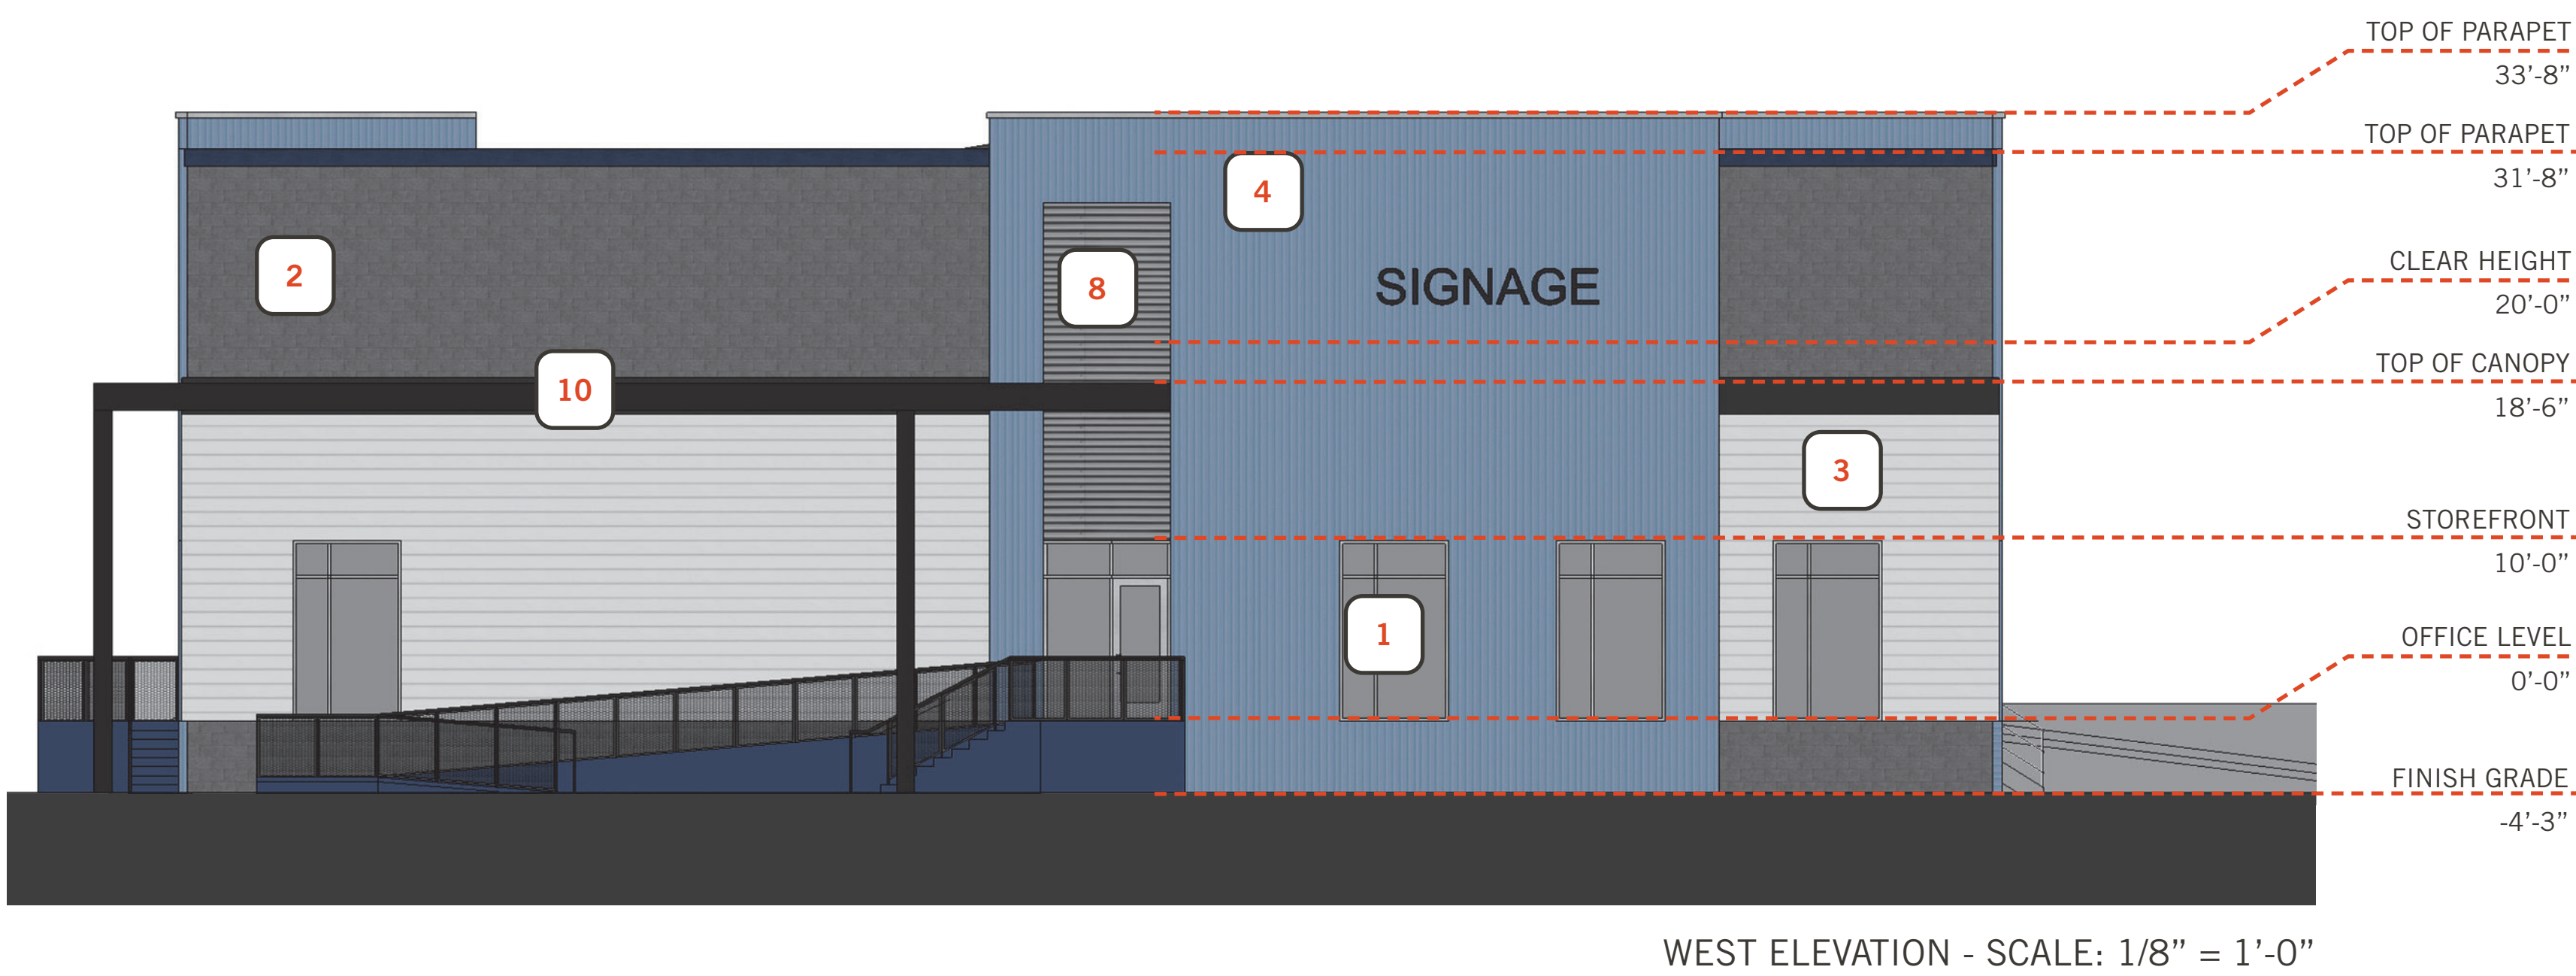 TOP OF PARAPET
33’-8”
TOP OF PARAPET
31’-8”
4
2
8
SIGNAGE
CLEAR HEIGHT
20’-0”
10
TOP OF CANOPY
18’-6”
3
STOREFRONT
10’-0”
1
OFFICE LEVEL
0’-0”
FINISH GRADE
-4’-3”
WEST ELEVATION - SCALE: 1/8” = 1’-0”